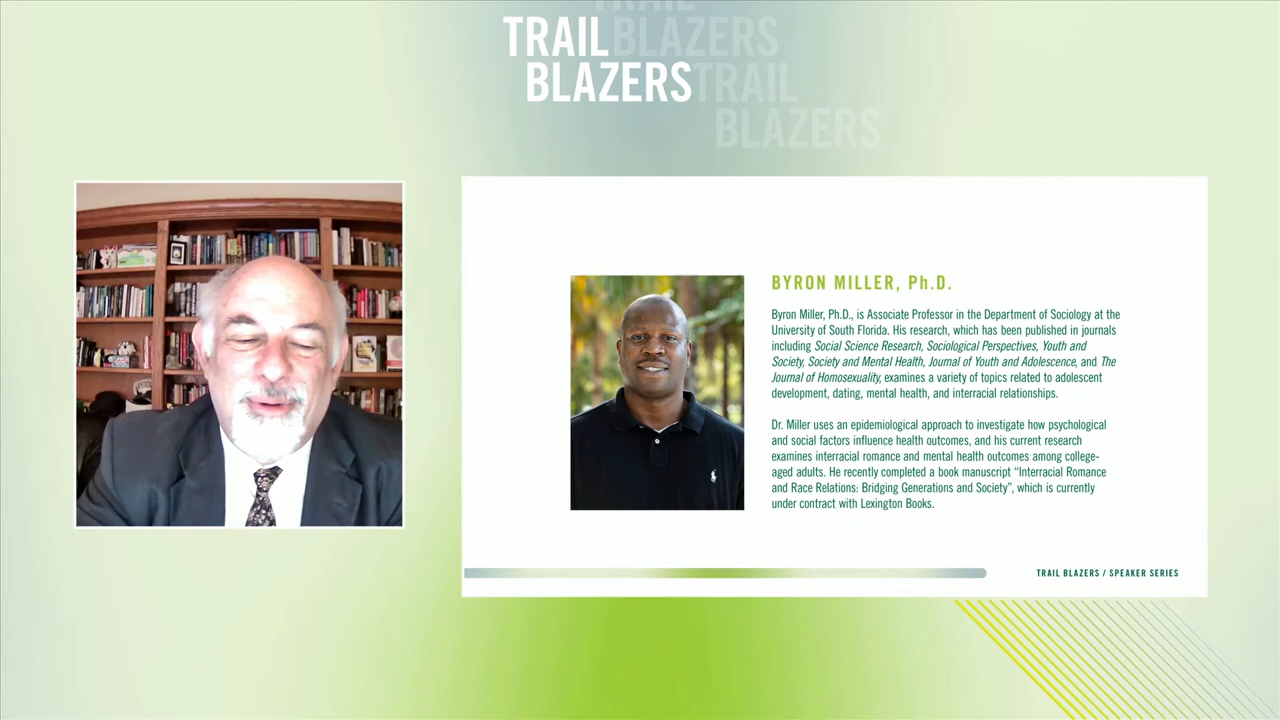 TRAIL
TRAIL BLAZERS
BLAZERS TRAIL
BLAZERS
BYRON MILLER, Ph.D.
Byron Miller, Ph.D., is Associate Professor in the Department of Sociology at the
University of South Florida. His research, which has been published in journals
including Social Science Research, Sociological Perspectives, Youth and
Society, Society and Mental Health, Journal of Youth and Adolescence, and The
Journal of Homosexuality, examines a variety of topics related to adolescent
development, dating, mental health, and interracial relationships.
Dr. Miller uses an epidemiological approach to investigate how psychological
and social factors influence health outcomes, and his current research
examines interracial romance and mental health outcomes among college-
aged adults. He recently completed a book manuscript “Interracial Romance
and Race Relations: Bridging Generations and Society”, which is currently
under contract with Lexington Books.
TRAIL BLAZERS / SPEAKER SERIES